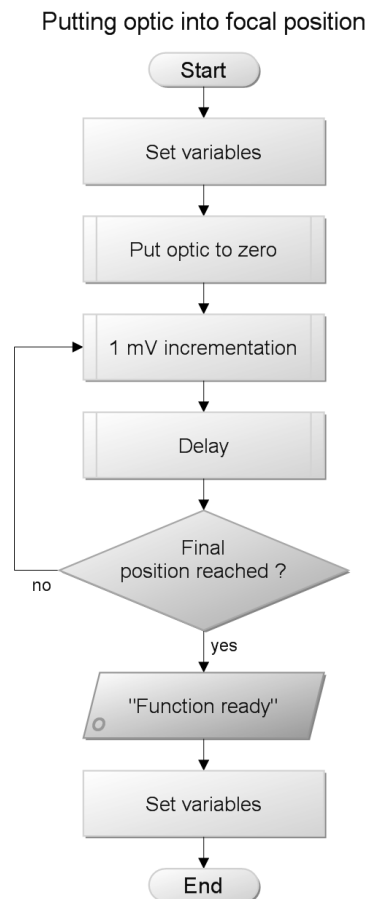 Putting optic into focal position
Start
Set variables
Put optic to zero
1 mV incrementation
Delay
Final
position reached ?
no
yes
"Function ready"
Set variables
End